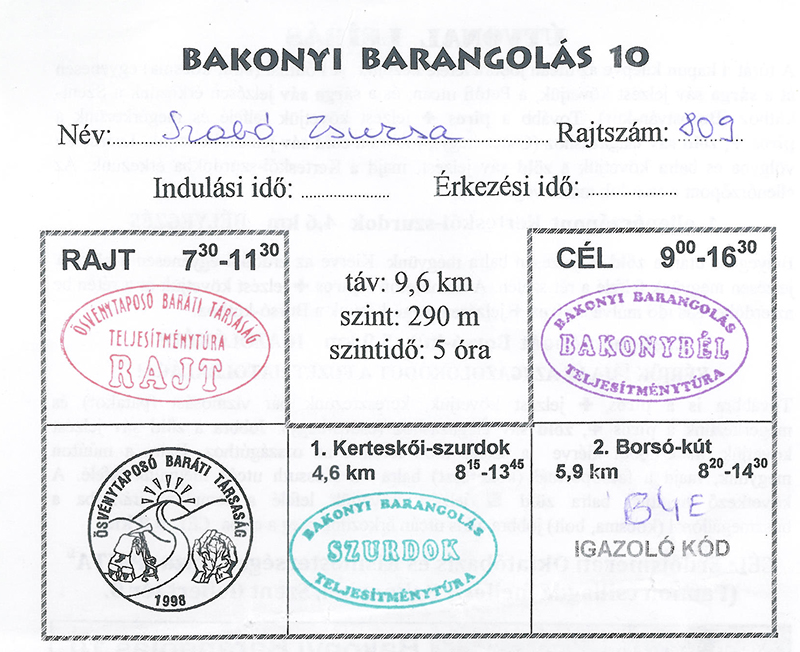 BAKONYI BARANGOLÁS 10
Név: Szabó Zsuzsa Rajtszám: 809.
Indulási idő: Érkezési idő:
RAJT 7³⁰-11³⁰
ÖSVÉNYTAPOSÓ BARÁTI TÁRSASÁG
TELJESÍTMÉNYTÚRA
RAJT
táv: 9,6 km
szint: 290 m
szintidő: 5 óra
CÉL 9⁰⁰-16³⁰
BAKONYI BARANGOLÁS
BAKONYBÉL
TELJESÍTMÉNYTÚRA
ÖSVÉNYTAPOSÓ BARÁTI TÁRSASÁG
1998
1. Kerteskői-szurdok
4,6 km 8¹⁵-13⁴⁵
BAKONYI BARANGOLÁS
SZURDOK
TELJESÍTMÉNYTÚRA
2. Borsó-kút
5,9 km 8²⁰-14³⁰
B4E
IGAZOLÓ KÓD